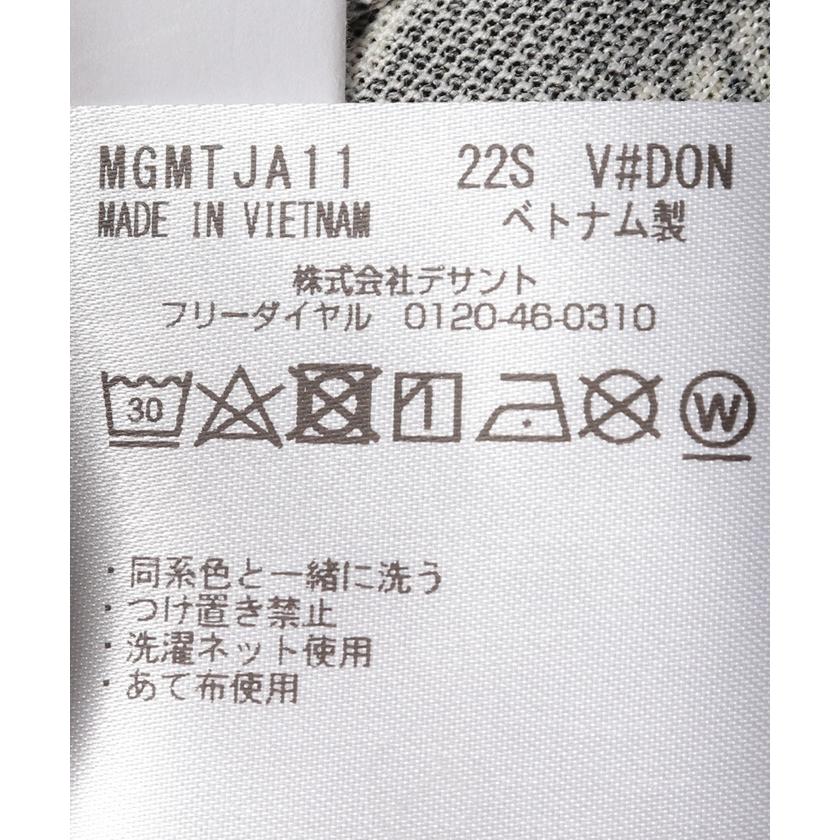 MGMTJA11 22S V#DON
MADE IN VIETNAM ベトナム製
株式会社デサント
フリーダイヤル 0120-46-0310
30 W
・同系色と一緒に洗う
・つけ置き禁止
・洗濯ネット使用
・あて布使用